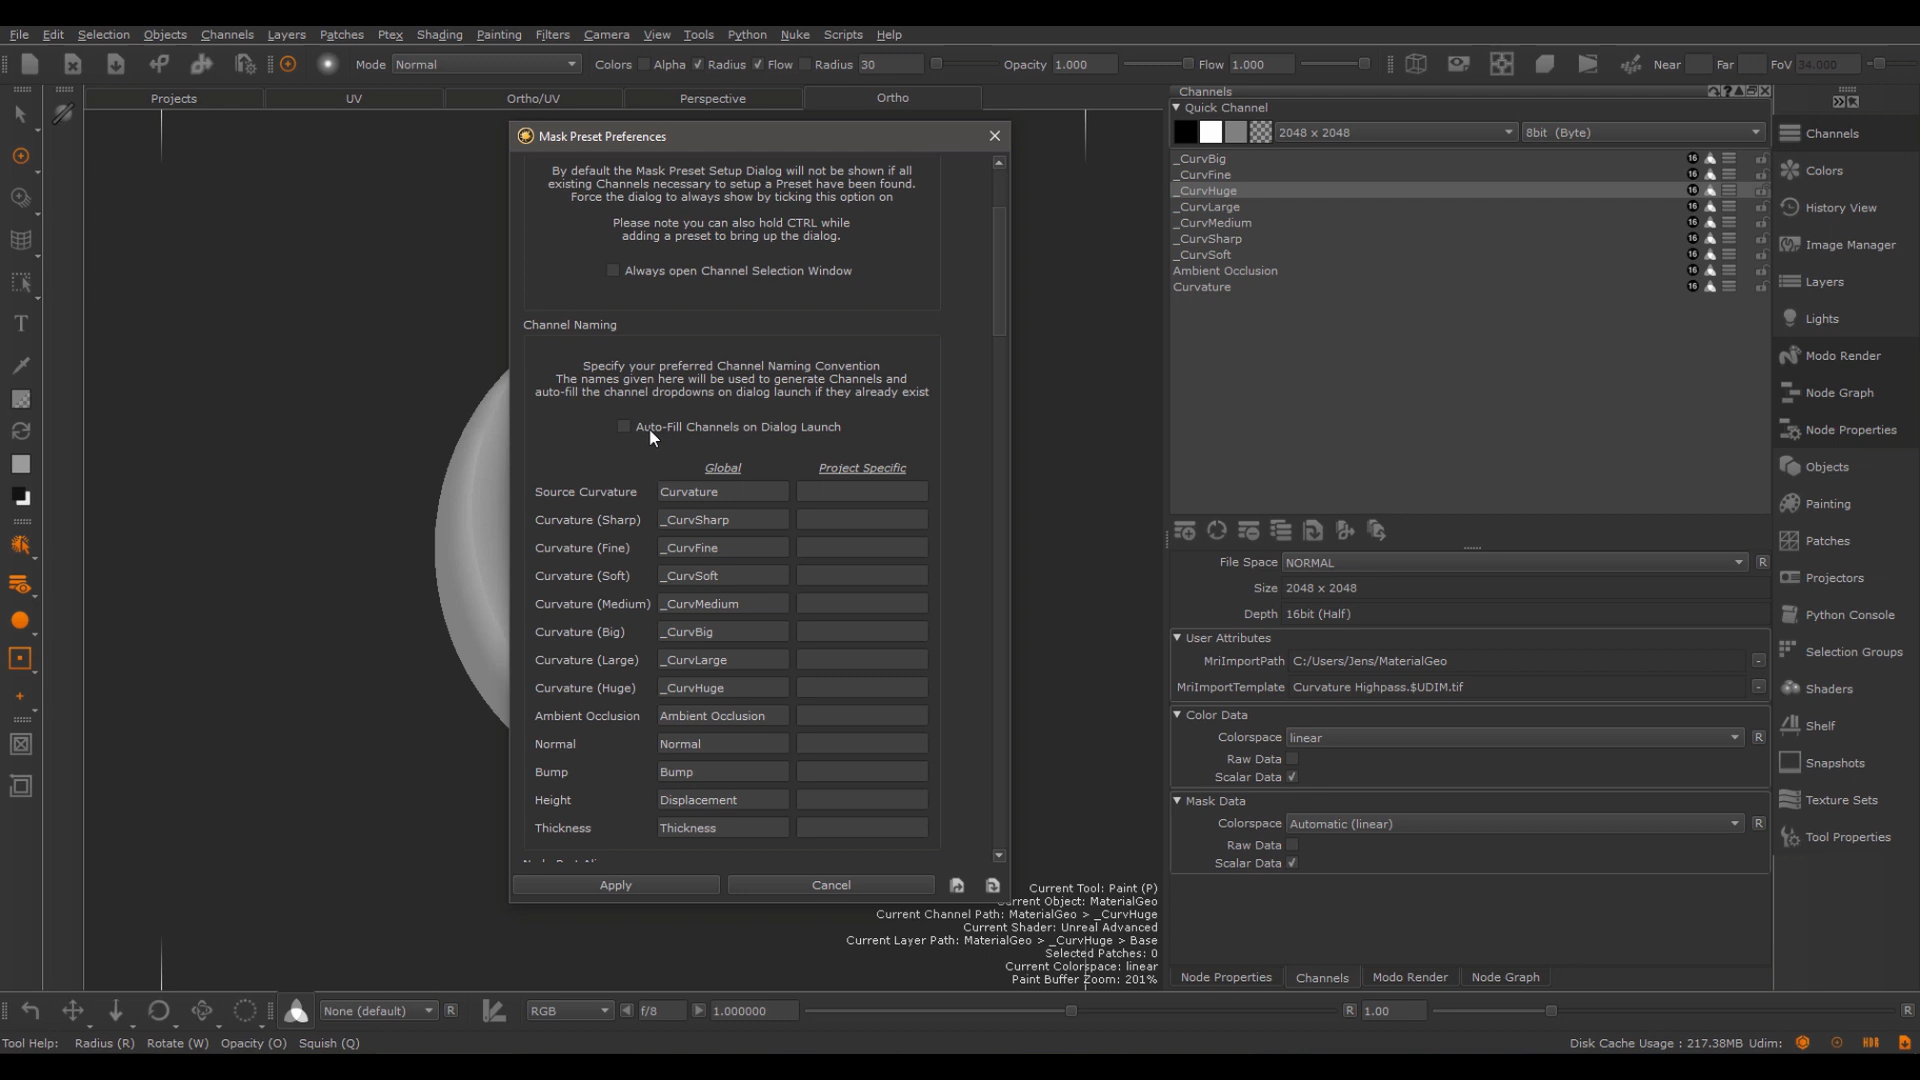 File Edit Selection Objects Channels Layers Patches Ptex Shading Painting Filters Camera View Tools Python Nuke Scripts Help
Mode Normal Colors Alpha Radius Flow Radius 30 Opacity 1.000 Flow 1.000 Near Far FoV 34.000
Projects UV Ortho/UV Perspective Ortho
Mask Preset Preferences
By default the Mask Preset Setup Dialog will not be shown if all
existing Channels necessary to setup a Preset have been found.
Force the dialog to always show by ticking this option on
Please note you can also hold CTRL while
adding a preset to bring up the dialog.
Always open Channel Selection Window
Channel Naming
Specify your preferred Channel Naming Convention
The names given here will be used to generate Channels and
auto-fill the channel dropdowns on dialog launch if they already exist
Auto-Fill Channels on Dialog Launch
Global Project Specific
Source Curvature Curvature
Curvature (Sharp) _CurvSharp
Curvature (Fine) _CurvFine
Curvature (Soft) _CurvSoft
Curvature (Medium) _CurvMedium
Curvature (Big) _CurvBig
Curvature (Large) _CurvLarge
Curvature (Huge) _CurvHuge
Ambient Occlusion Ambient Occlusion
Normal Normal
Bump Bump
Height Displacement
Thickness Thickness
Apply Cancel
Current Tool: Paint (P)
Current Object: MaterialGeo
Current Channel Path: MaterialGeo > _CurvHuge
Current Shader: Unreal Advanced
Current Layer Path: MaterialGeo > _CurvHuge > Base
Selected Patches: 0
Current Colorspace: linear
Paint Buffer Zoom: 201%
Channels
Quick Channel
2048 x 2048 8bit (Byte)
_CurvBig 16
_CurvFine 16
_CurvHuge 16
_CurvLarge 16
_CurvMedium 16
_CurvSharp 16
_CurvSoft 16
Ambient Occlusion 16
Curvature 16
File Space NORMAL R
Size 2048 x 2048
Depth 16bit (Half)
User Attributes
MriImportPath C:/Users/Jens/MaterialGeo -
MriImportTemplate Curvature Highpass.$UDIM.tif -
Color Data
Colorspace linear R
Raw Data
Scalar Data
Mask Data
Colorspace Automatic (linear) R
Raw Data
Scalar Data
Node Properties Channels Modo Render Node Graph
Channels
Colors
History View
Image Manager
Layers
Lights
Modo Render
Node Graph
Node Properties
Objects
Painting
Patches
Projectors
Python Console
Selection Groups
Shaders
Shelf
Snapshots
Texture Sets
Tool Properties
None (default) R RGB f/8 1.000000 R 1.00 R
Tool Help: Radius (R) Rotate (W) Opacity (O) Squish (Q)
Disk Cache Usage : 217.38MB Udim: HDR